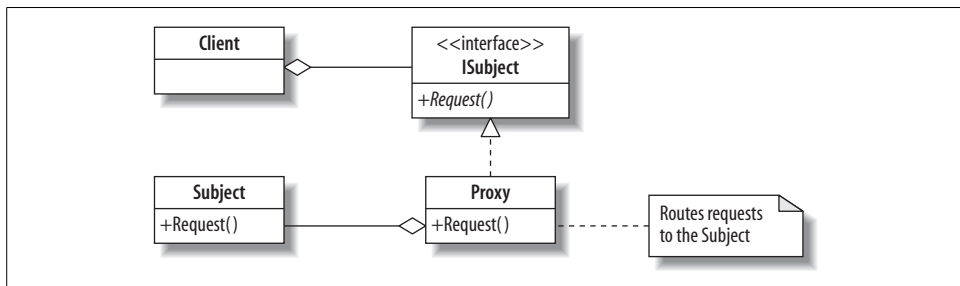 Client
<<interface>>
ISubject
+Request()
Subject
+Request()
Proxy
+Request()
Routes requests
to the Subject